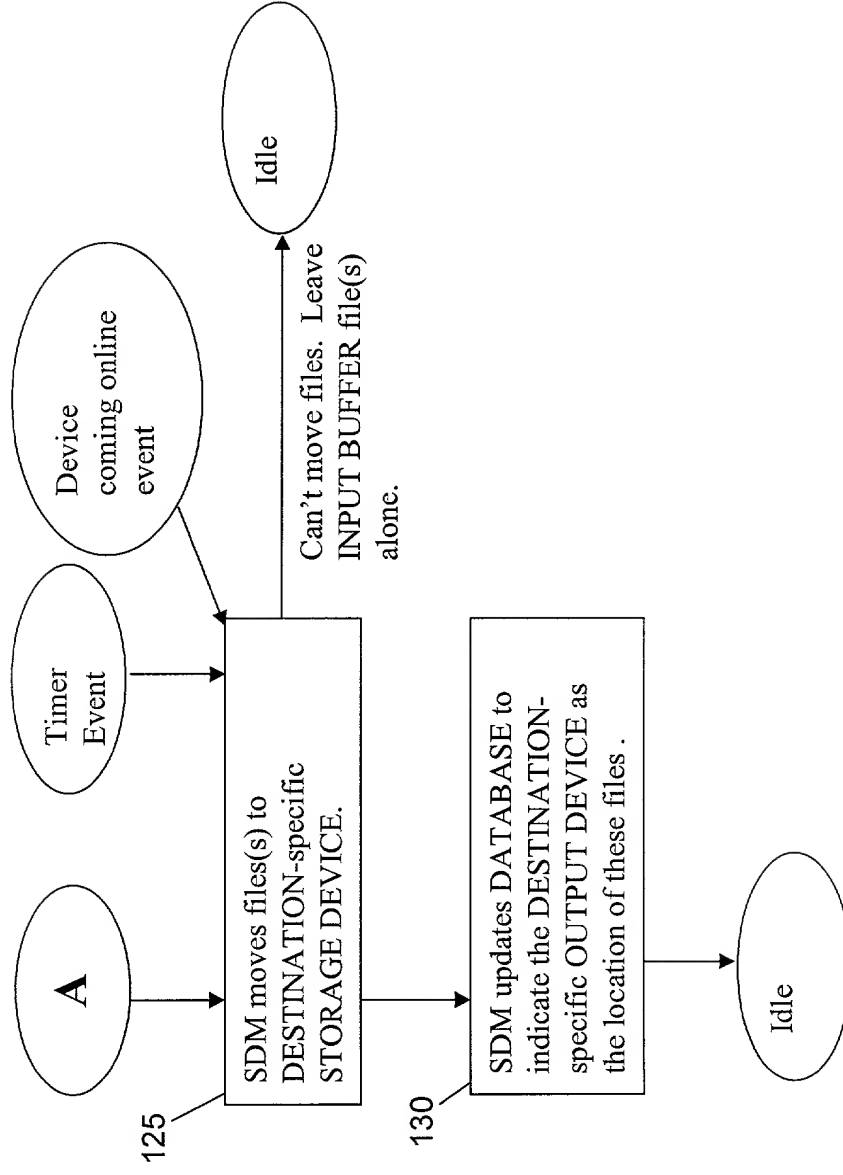 A
Timer
Event
Device
coming online
event
125
SDM moves files(s) to
DESTINATION-specific
STORAGE DEVICE.
Can't move files.  Leave
INPUT BUFFER file(s)
alone.
Idle
130
SDM updates DATABASE to
indicate the DESTINATION-
specific OUTPUT DEVICE as
the location of these files .
Idle